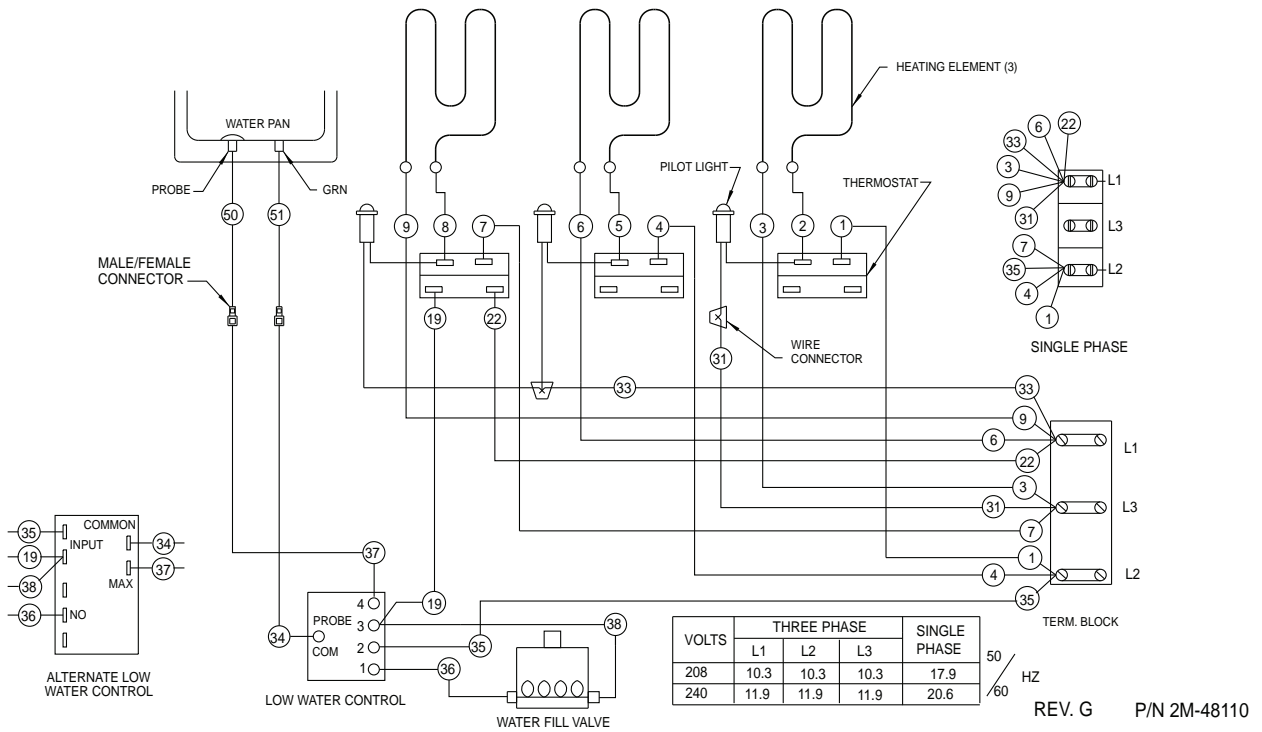 HEATING ELEMENT (3)
WATER PAN
PROBE
GRN
PILOT LIGHT
THERMOSTAT
50
51
9
8
7
6
5
4
3
2
1
MALE/FEMALE
CONNECTOR
19
22
WIRE
CONNECTOR
31
33
6
22
33
3
9
31
L1
L3
7
35
4
1
L2
SINGLE PHASE
33
9
6
22
L1
3
31
L3
7
1
4
L2
35
TERM. BLOCK
35
COMMON
34
INPUT
19
37
38
MAX
36
NO
ALTERNATE LOW
WATER CONTROL
37
34
4
PROBE
3
COM
2
1
19
35
38
36
LOW WATER CONTROL
WATER FILL VALVE
VOLTS THREE PHASE SINGLE PHASE
L1 L2 L3
208 10.3 10.3 10.3 17.9
240 11.9 11.9 11.9 20.6
50/60 HZ
REV. G P/N 2M-48110